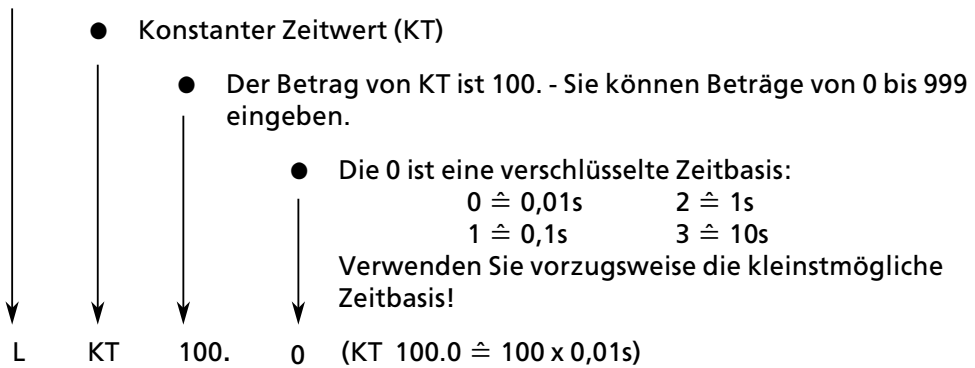 ● Konstanter Zeitwert (KT)
● Der Betrag von KT ist 100. - Sie können Beträge von 0 bis 999
eingeben.
● Die 0 ist eine verschlüsselte Zeitbasis:
0 ≙ 0,01s 2 ≙ 1s
1 ≙ 0,1s 3 ≙ 10s
Verwenden Sie vorzugsweise die kleinstmögliche
Zeitbasis!
L KT 100. 0 (KT 100.0 ≙ 100 x 0,01s)